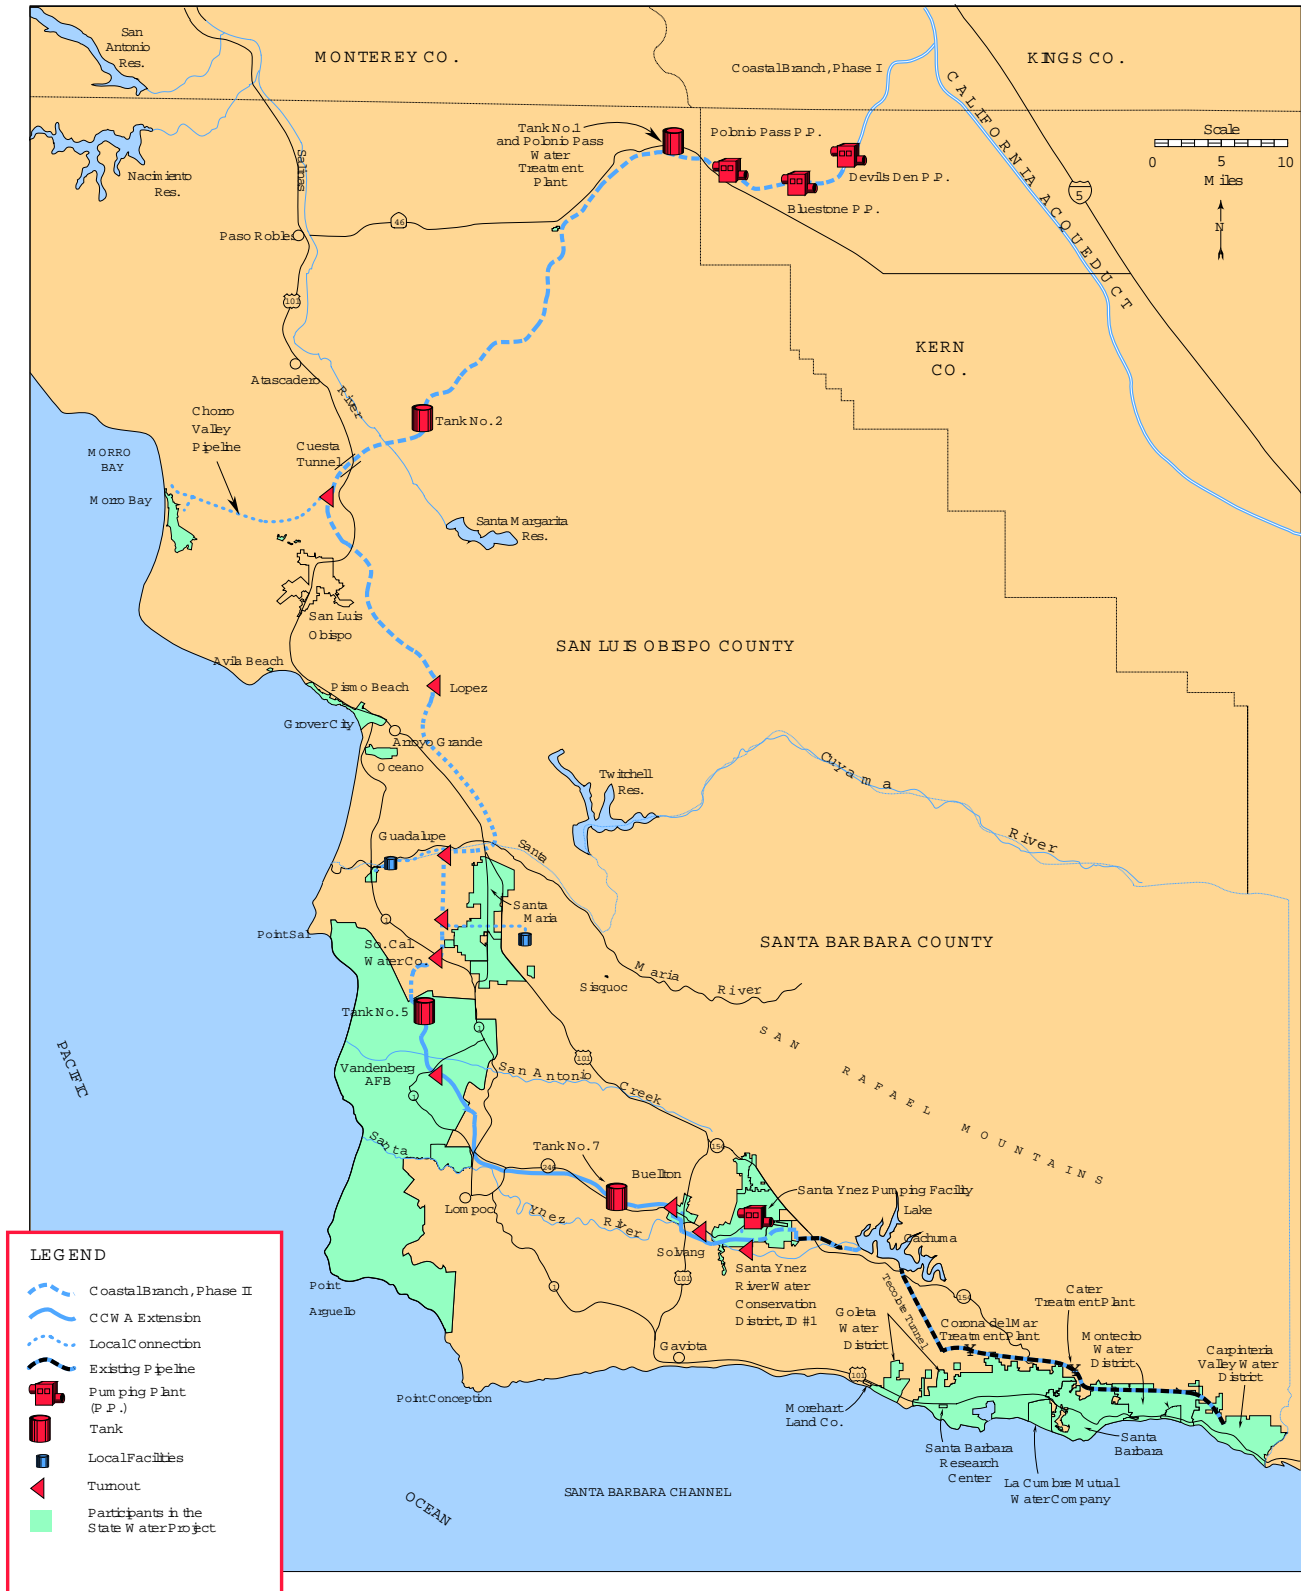 San
Antonio
Res.
MONTEREY CO.
KINGS CO.
Coastal Branch, Phase I
CALIFORNIA ACQUEDUCT
Tank No.1
and Polonio Pass
Water
Treatment
Plant
Polonio Pass P.P.
Scale
0 5 10
Miles
N
Nacimiento
Res.
Salinas
Devil's Den P.P.
Bluestone P.P.
5
46
Paso Robles
101
KERN
CO.
Atascadero
River
Chorro
Valley
Pipeline
Tank No. 2
Cuesta
Tunnel
MORRO
BAY
Morro Bay
Santa Margarita
Res.
San Luis
Obispo
SAN LUIS OBISPO COUNTY
Avila Beach
Pismo Beach
Lopez
Grover City
Arroyo Grande
Oceano
Twitchell
Res.
Cuyama
River
Guadalupe
Santa
1
Santa
Maria
Point Sal
So. Cal.
Water Co.
SANTA BARBARA COUNTY
Maria
River
Sisquoc
Tank No. 5
1
SAN
RAFAEL MOUNTAINS
PACIFIC
101
Vandenberg
AFB
San Antonio
Creek
1
Santa
Tank No. 7
154
246
Buellton
Santa Ynez Pumping Facility
Lompoc
Ynez
River
Lake
Cachuma
Solvang
LEGEND
Coastal Branch, Phase II
CCWA Extension
Local Connection
Existing Pipeline
Pumping Plant
(P.P.)
Tank
Local Facilities
Turnout
Participants in the
State Water Project
Point
Arguello
1
101
Santa Ynez
River Water
Conservation
District, ID #1
Tecolote Tunnel
154
Cater
Treatment Plant
Goleta
Water
District
Corona del Mar
Treatment Plant
Montecito
Water
District
Carpinteria
Valley Water
District
Gaviota
101
Point Conception
Morehart
Land Co.
Santa Barbara
Research
Center
Santa
Barbara
La Cumbre Mutual
Water Company
SANTA BARBARA CHANNEL
OCEAN